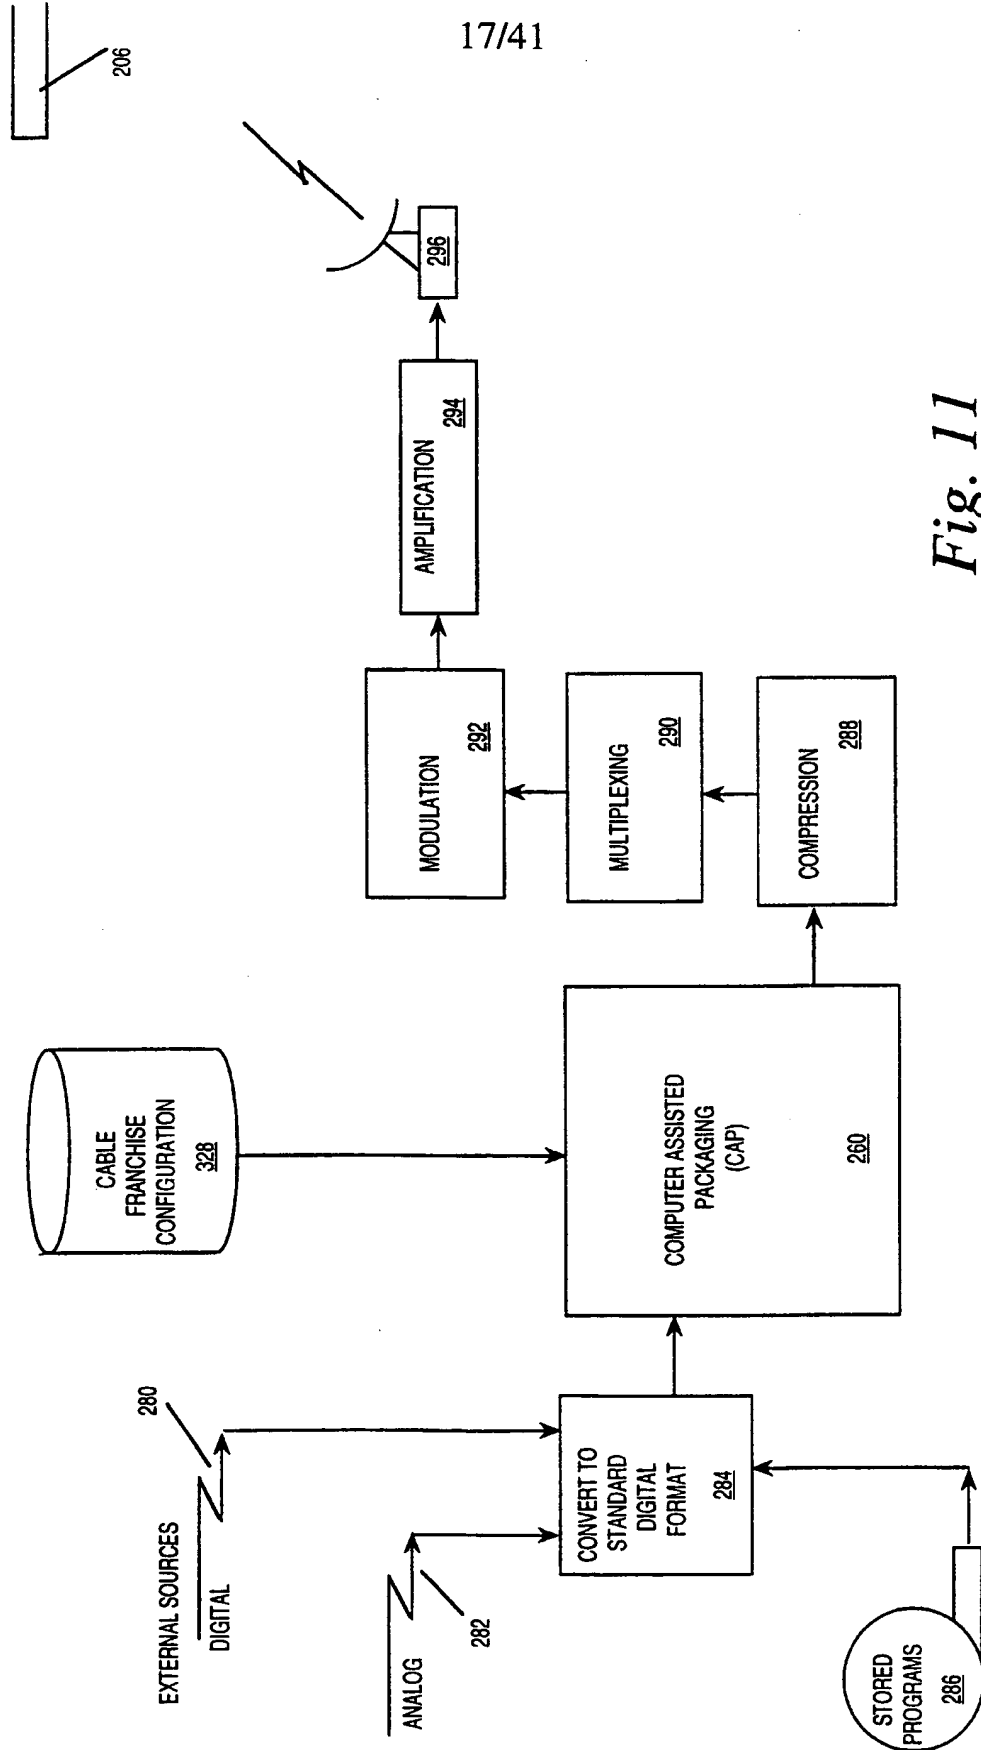 17/41
206
296
AMPLIFICATION
294
MODULATION
292
MULTIPLEXING
290
COMPRESSION
288
CABLE
FRANCHISE
CONFIGURATION
328
COMPUTER ASSISTED
PACKAGING
(CAP)
260
EXTERNAL SOURCES
DIGITAL
280
ANALOG
282
CONVERT TO
STANDARD
DIGITAL
FORMAT
284
STORED
PROGRAMS
286
Fig. 11